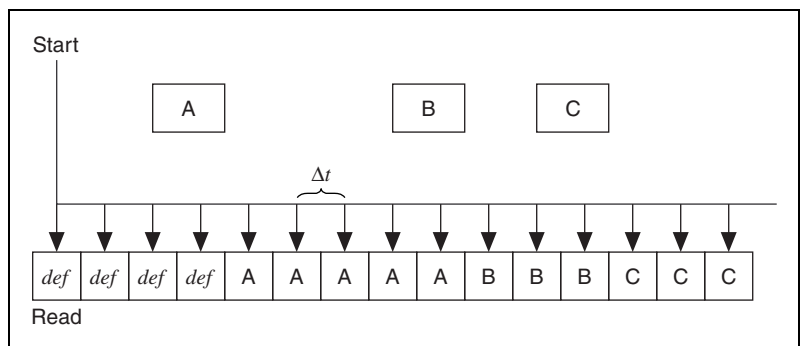 Start
A B C
Δt
def def def def A A A A A B B B C C C
Read